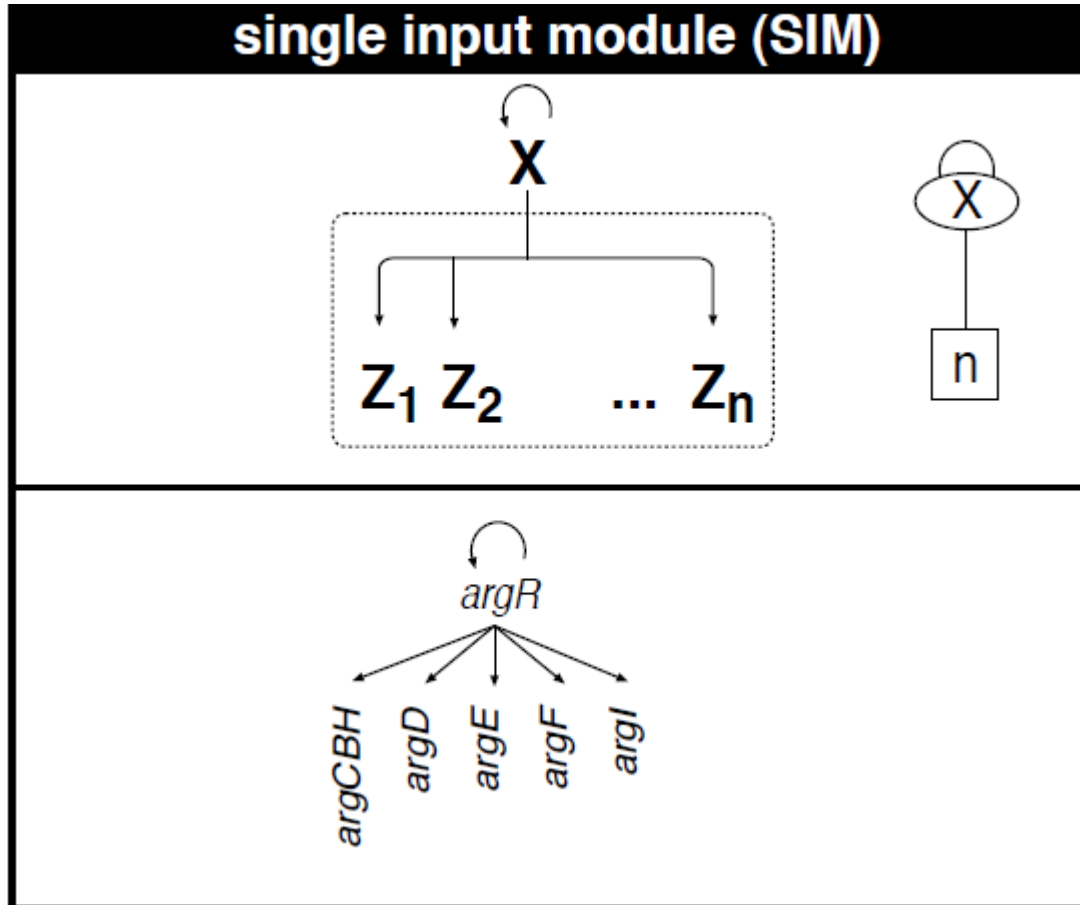 single input module (SIM)
X
X
Z1 Z2 ... Zn
n
argR
argCBH
argD
argE
argF
argI